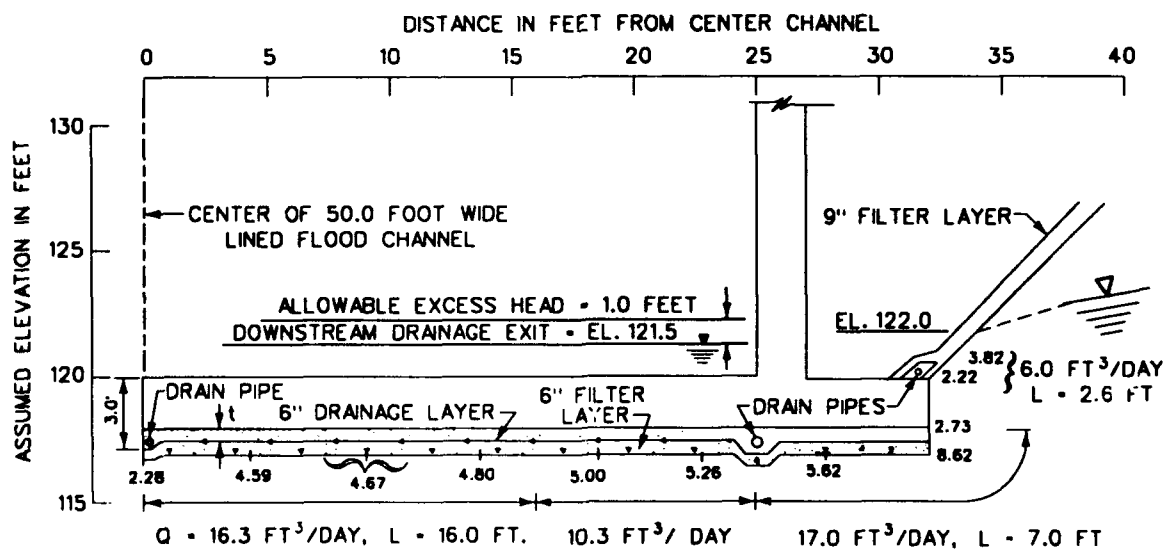 DISTANCE IN FEET FROM CENTER CHANNEL
0 5 10 15 20 25 30 35 40
ASSUMED ELEVATION IN FEET
130
125
120
115
CENTER OF 50.0 FOOT WIDE
LINED FLOOD CHANNEL
9" FILTER LAYER
ALLOWABLE EXCESS HEAD = 1.0 FEET
DOWNSTREAM DRAINAGE EXIT = EL. 121.5
EL. 122.0
3.82
2.22
6.0 FT³/DAY
L = 2.6 FT
3.0'
DRAIN PIPE
t
6" DRAINAGE LAYER
6" FILTER
LAYER
DRAIN PIPES
2.73
8.62
2.28 4.59 4.67 4.80 5.00 5.26 5.62
Q = 16.3 FT³/DAY, L = 16.0 FT. 10.3 FT³/ DAY 17.0 FT³/DAY, L = 7.0 FT